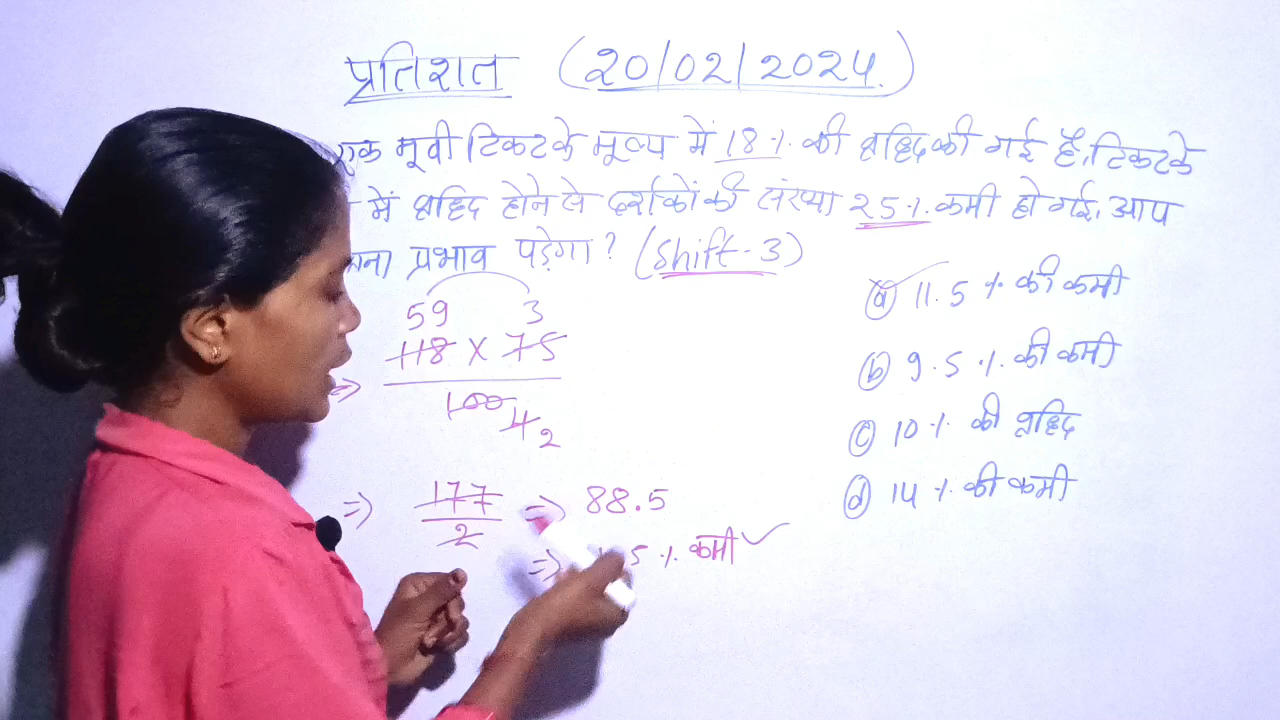 प्रतिशत (20/02/2024.)
एक मूवी टिकट के मूल्य में 18% की वृद्धि की गई है, टिकट के
में वृद्धि होने से दर्शकों की संख्या 25% कमी हो गई, आप
प्रभाव पड़ेगा? (Shift-3)
59 3
118 × 75
100 4 2
=> 177/2 => 88.5
=> 5% कमी ✓
(a) 11.5 % की कमी
(b) 9.5 % की कमी
(c) 10 % की वृद्धि
(d) 14 % की कमी